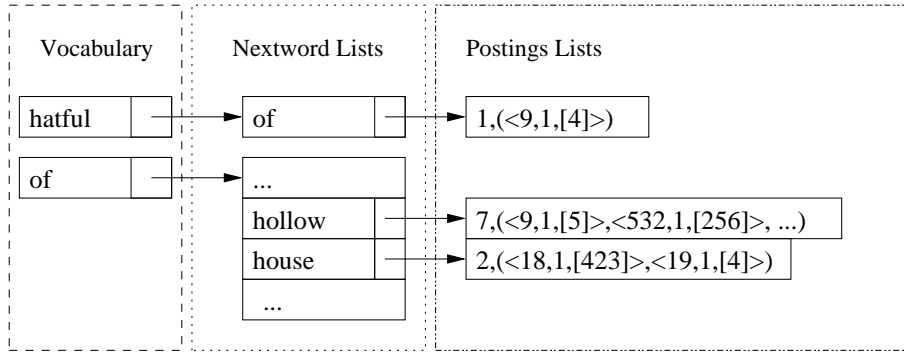 Vocabulary Nextword Lists Postings Lists
hatful of 1,(<9,1,[4]>)
of ...
hollow 7,(<9,1,[5]>,<532,1,[256]>, ...)
house 2,(<18,1,[423]>,<19,1,[4]>)
...